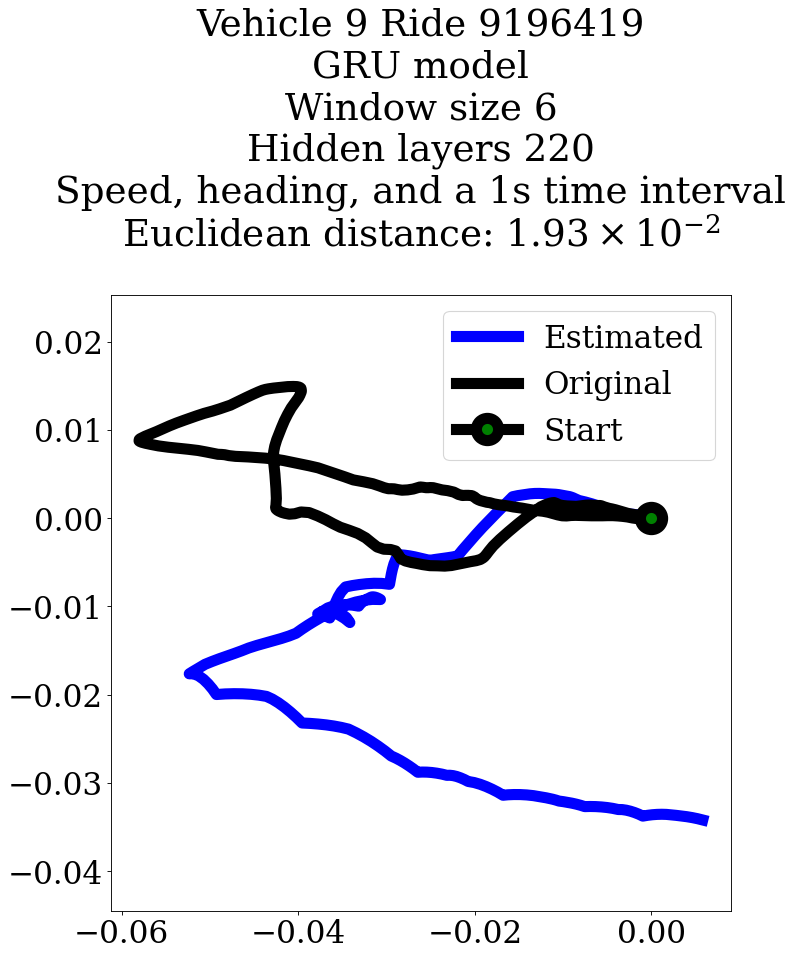 Vehicle 9 Ride 9196419
GRU model
Window size 6
Hidden layers 220
Speed, heading, and a 1s time interval
Euclidean distance: 1.93 × 10⁻²
Estimated
Original
Start
0.02
0.01
0.00
−0.01
−0.02
−0.03
−0.04
−0.06
−0.04
−0.02
0.00